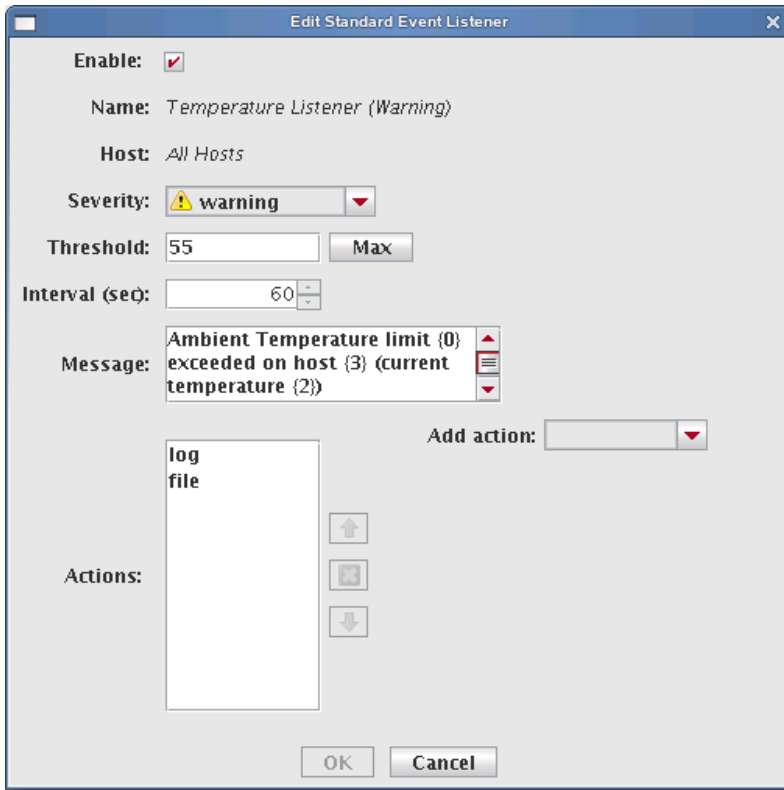 Edit Standard Event Listener
Enable:
Name: Temperature Listener (Warning)
Host: All Hosts
Severity: warning
Threshold: 55 Max
Interval (sec): 60
Message: Ambient Temperature limit {0}
exceeded on host {3} (current
temperature {2})
Add action:
log
file
Actions:
OK Cancel